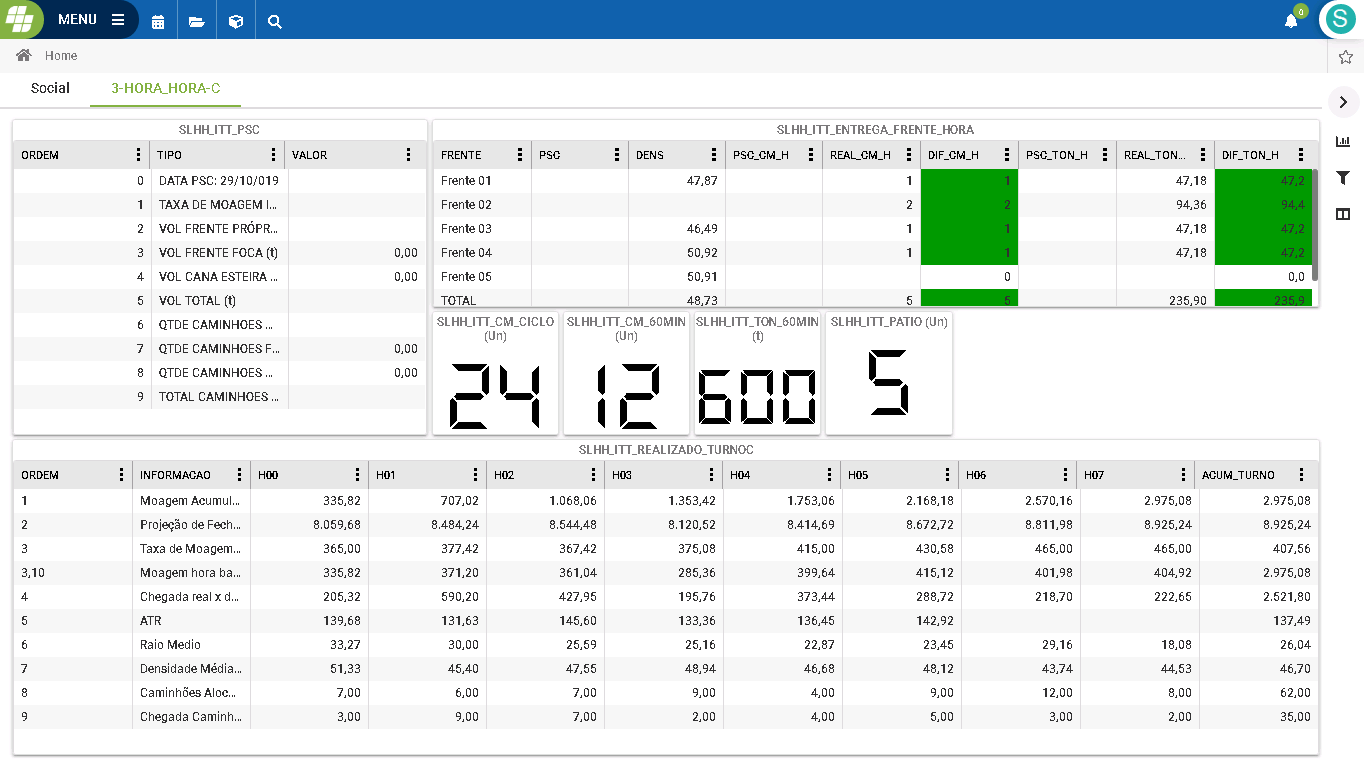 MENU
0
S
Home
Social 3-HORA_HORA-C
SLHH_ITT_PSC
ORDEM TIPO VALOR
0 DATA PSC: 29/10/019
1 TAXA DE MOAGEM I...
2 VOL FRENTE PRÓPR...
3 VOL FRENTE FOCA (t) 0,00
4 VOL CANA ESTEIRA ... 0,00
5 VOL TOTAL (t)
6 QTDE CAMINHOES ...
7 QTDE CAMINHOES F... 0,00
8 QTDE CAMINHOES ... 0,00
9 TOTAL CAMINHOES ...
SLHH_ITT_ENTREGA_FRENTE_HORA
FRENTE PSC DENS PSC_CM_H REAL_CM_H DIF_CM_H PSC_TON_H REAL_TON... DIF_TON_H
Frente 01 47,87 1 1 47,18 47,2
Frente 02 2 2 94,36 94,4
Frente 03 46,49 1 1 47,18 47,2
Frente 04 50,92 1 1 47,18 47,2
Frente 05 50,91 0 0,0
TOTAL 48,73 5 5 235,90 235,9
SLHH_ITT_CM_CICLO (Un)
24
SLHH_ITT_CM_60MIN (Un)
12
SLHH_ITT_TON_60MIN (t)
600
SLHH_ITT_PATIO (Un)
5
SLHH_ITT_REALIZADO_TURNOC
ORDEM INFORMACAO H00 H01 H02 H03 H04 H05 H06 H07 ACUM_TURNO
1 Moagem Acumul... 335,82 707,02 1.068,06 1.353,42 1.753,06 2.168,18 2.570,16 2.975,08 2.975,08
2 Projeção de Fech... 8.059,68 8.484,24 8.544,48 8.120,52 8.414,69 8.672,72 8.811,98 8.925,24 8.925,24
3 Taxa de Moagem... 365,00 377,42 367,42 375,08 415,00 430,58 465,00 465,00 407,56
3,10 Moagem hora ba... 335,82 371,20 361,04 285,36 399,64 415,12 401,98 404,92 2.975,08
4 Chegada real x d... 205,32 590,20 427,95 195,76 373,44 288,72 218,70 222,65 2.521,80
5 ATR 139,68 131,63 145,60 133,36 136,45 142,92 137,49
6 Raio Medio 33,27 30,00 25,59 25,16 22,87 23,45 29,16 18,08 26,04
7 Densidade Média... 51,33 45,40 47,55 48,94 46,68 48,12 43,74 44,53 46,70
8 Caminhões Aloc... 7,00 6,00 7,00 9,00 4,00 9,00 12,00 8,00 62,00
9 Chegada Caminh... 3,00 9,00 7,00 2,00 4,00 5,00 3,00 2,00 35,00